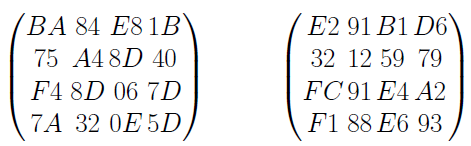 BA 84 E8 1B E2 91 B1 D6
75 A4 8D 40 32 12 59 79
F4 8D 06 7D FC 91 E4 A2
7A 32 0E 5D F1 88 E6 93